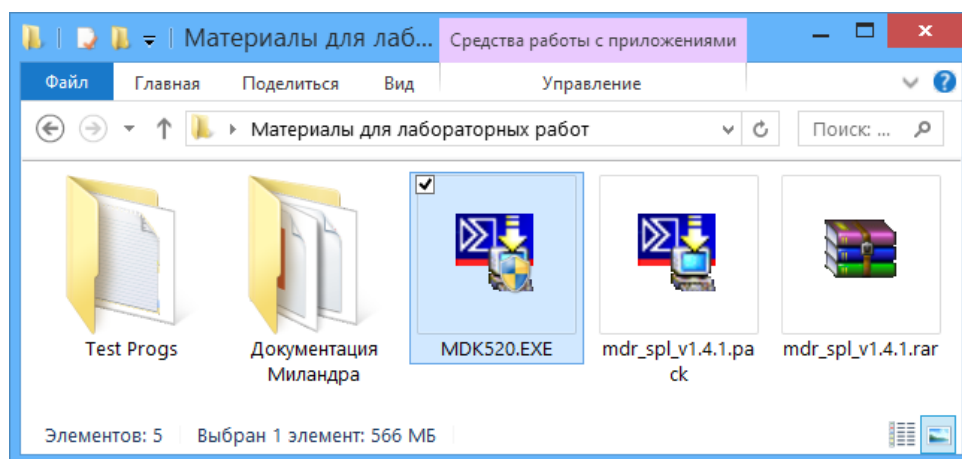 Материалы для лаб...
Средства работы с приложениями
Файл
Главная
Поделиться
Вид
Управление
Материалы для лабораторных работ
Поиск: ...
Test Progs
Документация
Миландра
MDK520.EXE
mdr_spl_v1.4.1.pa
ck
mdr_spl_v1.4.1.rar
Элементов: 5
Выбран 1 элемент: 566 МБ